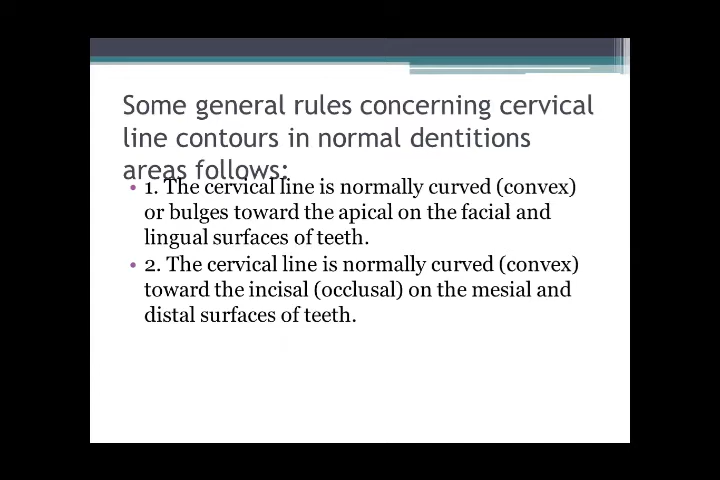 Some general rules concerning cervical
line contours in normal dentitions
areas follows:
• 1. The cervical line is normally curved (convex)
or bulges toward the apical on the facial and
lingual surfaces of teeth.
• 2. The cervical line is normally curved (convex)
toward the incisal (occlusal) on the mesial and
distal surfaces of teeth.